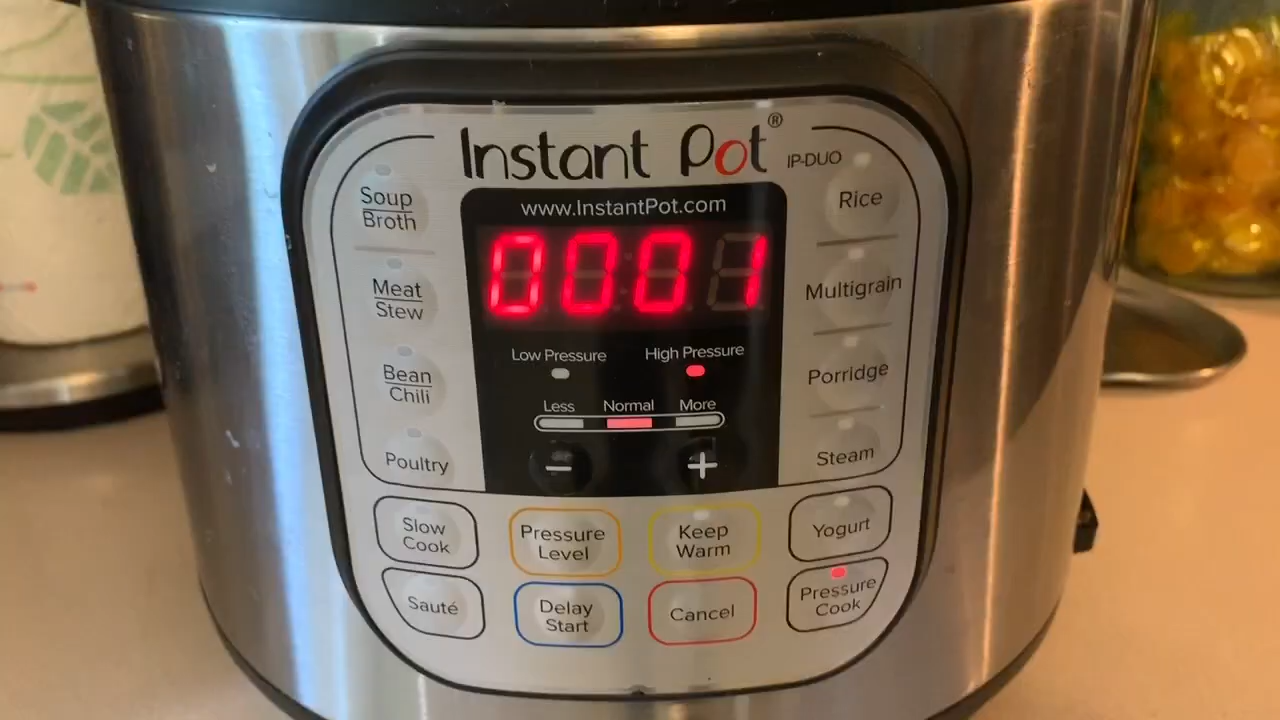 Instant Pot® IP-DUO
www.InstantPot.com
0001
Low Pressure High Pressure
Less Normal More
− +
Soup
Broth
Meat
Stew
Bean
Chili
Poultry
Rice
Multigrain
Porridge
Steam
Slow
Cook
Pressure
Level
Keep
Warm
Yogurt
Sauté
Delay
Start
Cancel
Pressure
Cook